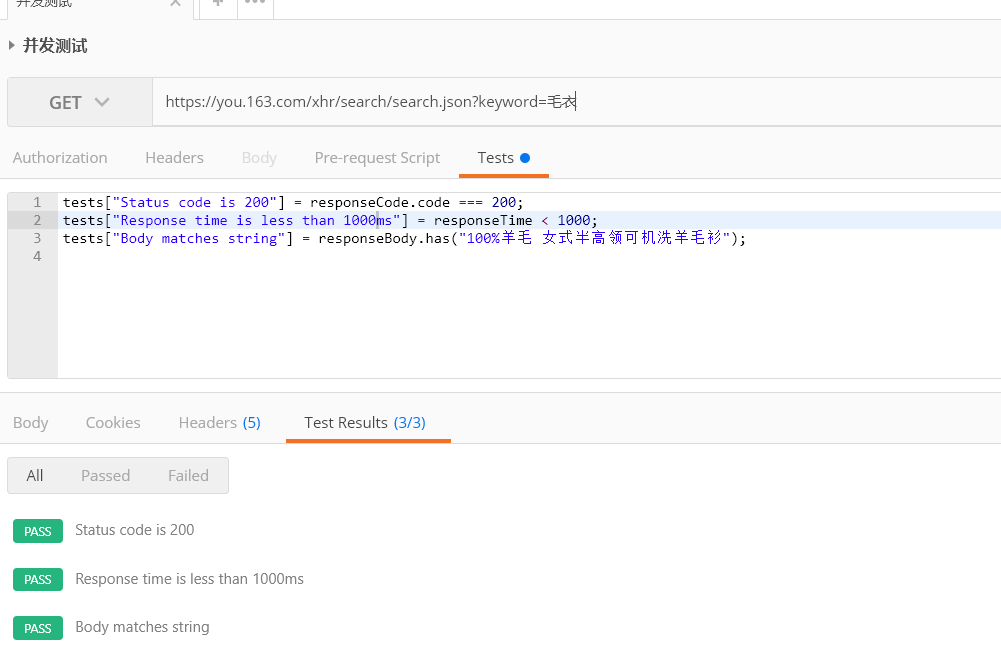 并发测试
并发测试
GET https://you.163.com/xhr/search/search.json?keyword=毛衣
Authorization Headers Body Pre-request Script Tests
1 tests["Status code is 200"] = responseCode.code === 200;
2 tests["Response time is less than 1000ms"] = responseTime < 1000;
3 tests["Body matches string"] = responseBody.has("100%羊毛 女式半高领可机洗羊毛衫");
4
Body Cookies Headers (5) Test Results (3/3)
All Passed Failed
PASS Status code is 200
PASS Response time is less than 1000ms
PASS Body matches string